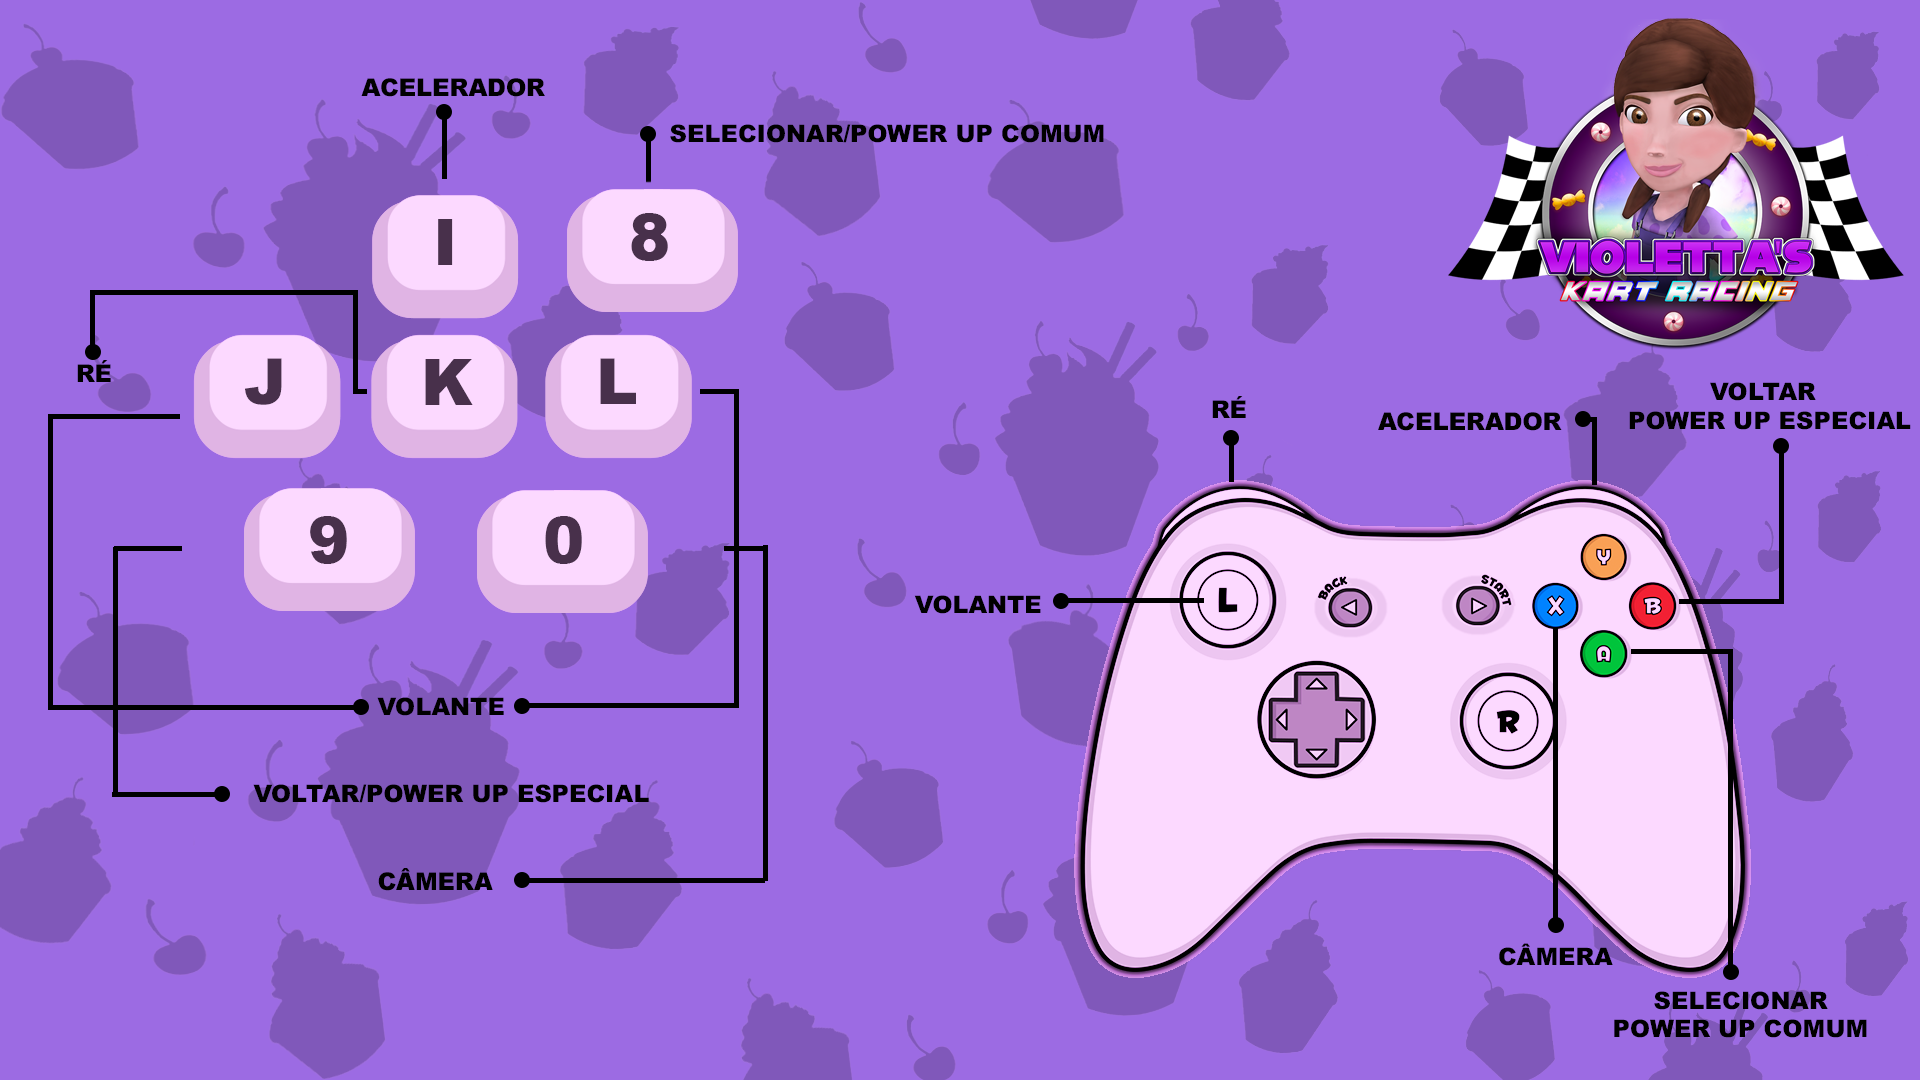 ACELERADOR
SELECIONAR/POWER UP COMUM
I
8
RÉ
J
K
L
9
0
VOLANTE
VOLTAR/POWER UP ESPECIAL
CÂMERA
VIOLETTA'S
KART RACING
RÉ
ACELERADOR
VOLTAR
POWER UP ESPECIAL
VOLANTE
L
BACK
START
Y
X
B
A
R
CÂMERA
SELECIONAR
POWER UP COMUM